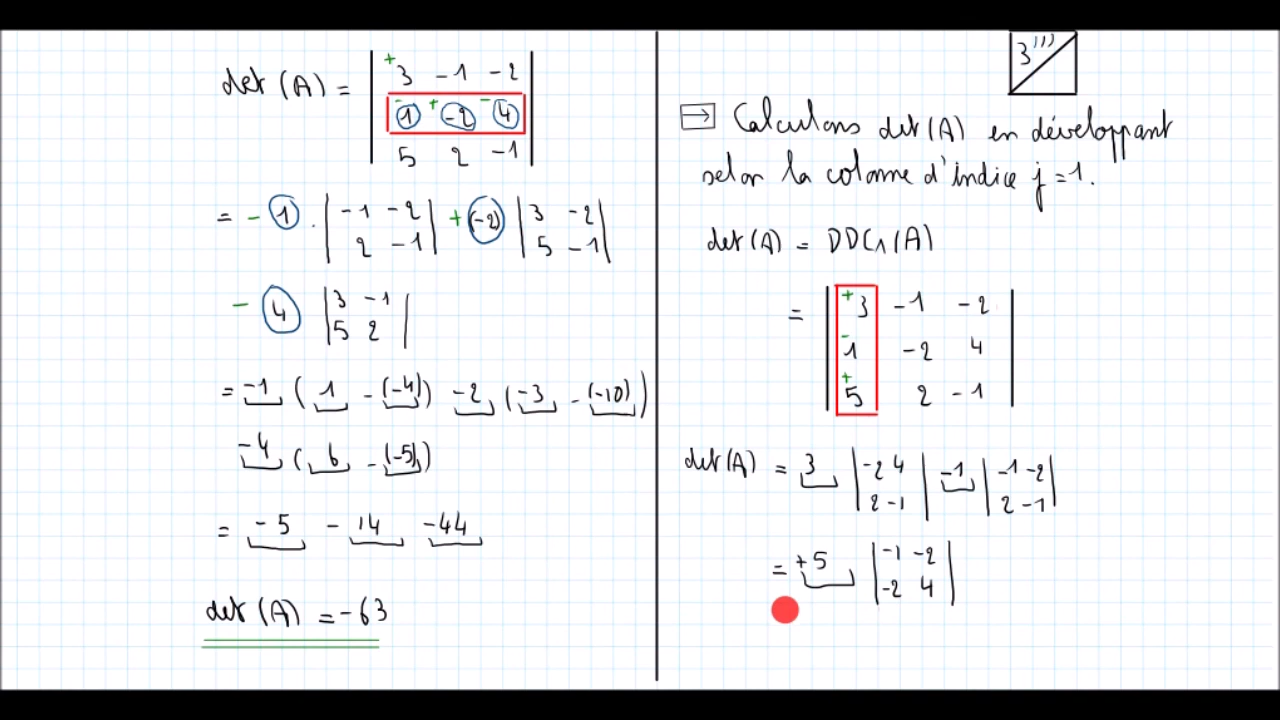 det (A) = | 3 -1 -2 |
| 1 -2 4 |
| 5 2 -1 |
= - 1 . | -1 -2 | + (-2) | 3 -2 |
| 2 -1 | | 5 -1 |
- 4 | 3 -1 |
| 5 2 |
= -1 ( 1 - (-4)) -2 (-3 - (-10))
-4 ( 6 - (-5))
= -5 - 14 -44
det (A) = -63
3'''
→ Calculons det(A) en développant
selon la colonne d'indice j=1.
det(A) = DDC₁(A)
= | + 3 -1 -2 |
| - 1 -2 4 |
| + 5 2 -1 |
det(A) = 3 | -2 4 | -1 | -1 -2 |
| 2 -1 | | 2 -1 |
= +5 | -1 -2 |
| -2 4 |